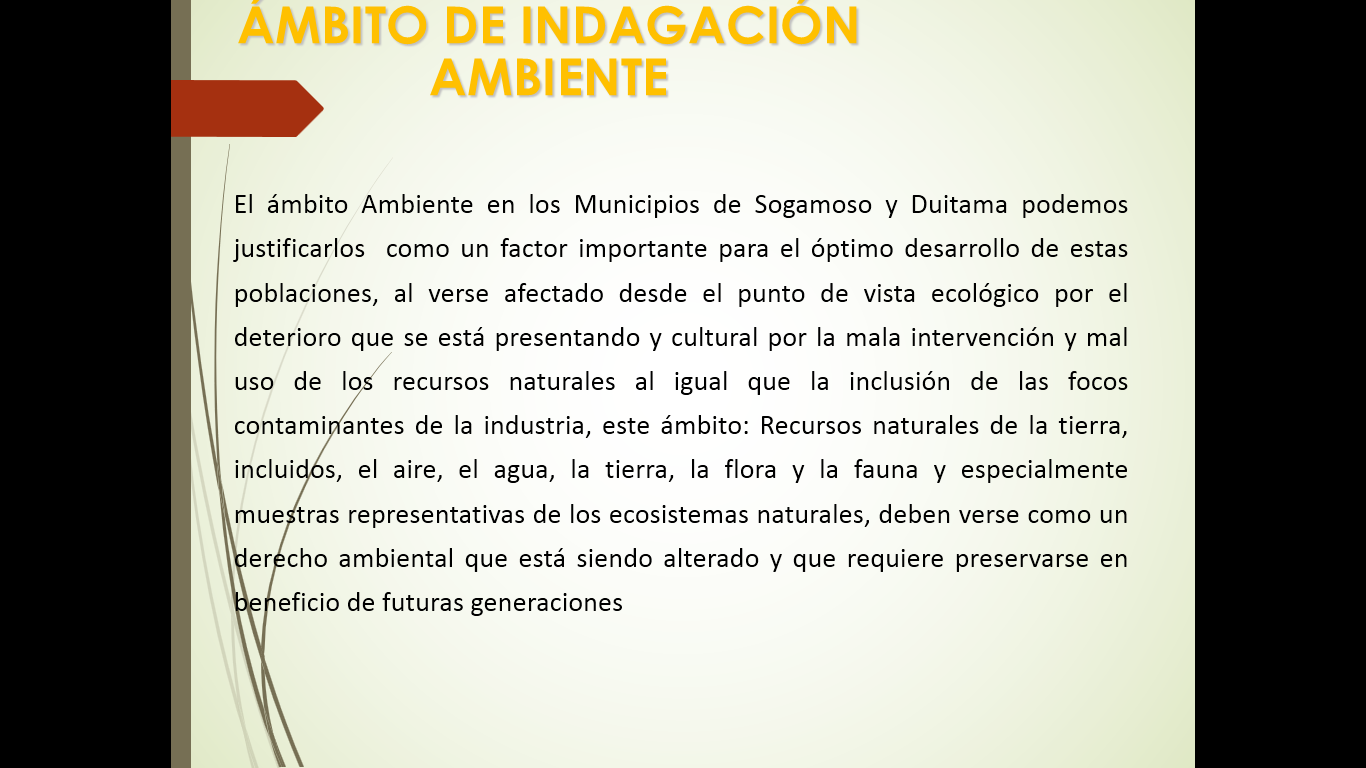 ÁMBITO DE INDAGACIÓN
AMBIENTE
El ámbito Ambiente en los Municipios de Sogamoso y Duitama podemos
justificarlos como un factor importante para el óptimo desarrollo de estas
poblaciones, al verse afectado desde el punto de vista ecológico por el
deterioro que se está presentando y cultural por la mala intervención y mal
uso de los recursos naturales al igual que la inclusión de las focos
contaminantes de la industria, este ámbito: Recursos naturales de la tierra,
incluidos, el aire, el agua, la tierra, la flora y la fauna y especialmente
muestras representativas de los ecosistemas naturales, deben verse como un
derecho ambiental que está siendo alterado y que requiere preservarse en
beneficio de futuras generaciones